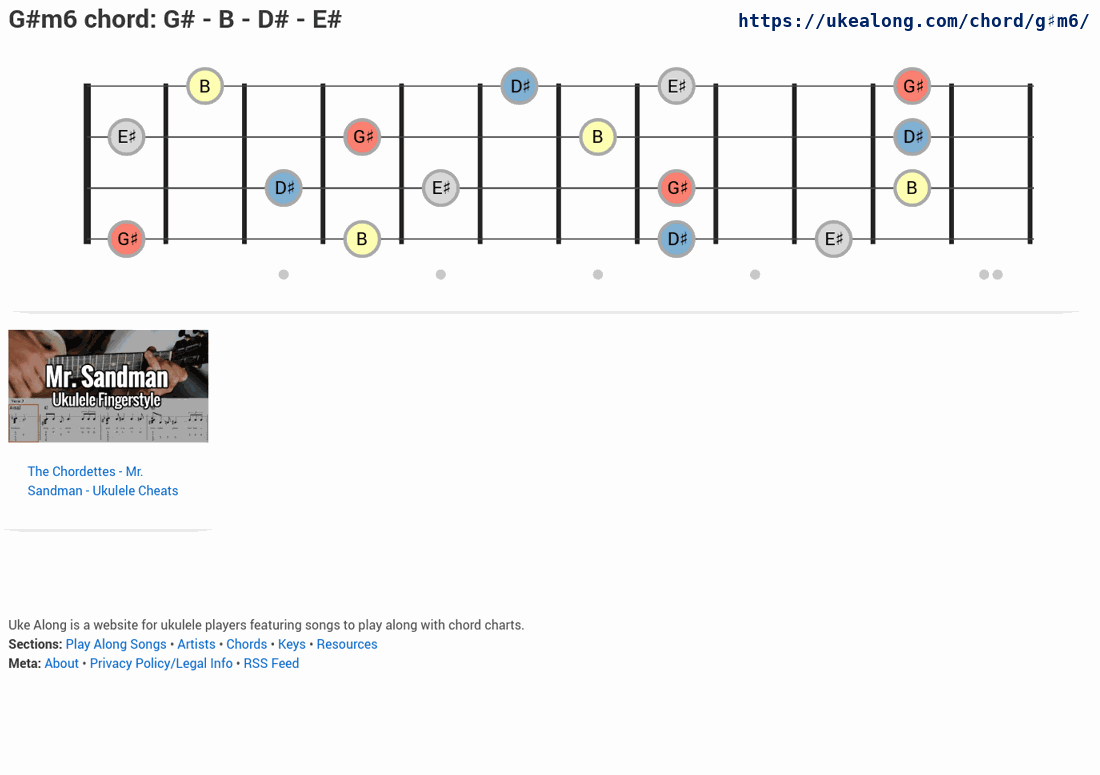 G#m6 chord: G# - B - D# - E#
https://ukealong.com/chord/g♯m6/
B D♯ E♯ G♯
E♯ G♯ B D♯
D♯ E♯ G♯ B
G♯ B D♯ E♯
Mr. Sandman
Ukulele Fingerstyle
The Chordettes - Mr.
Sandman - Ukulele Cheats
Uke Along is a website for ukulele players featuring songs to play along with chord charts.
Sections: Play Along Songs • Artists • Chords • Keys • Resources
Meta: About • Privacy Policy/Legal Info • RSS Feed